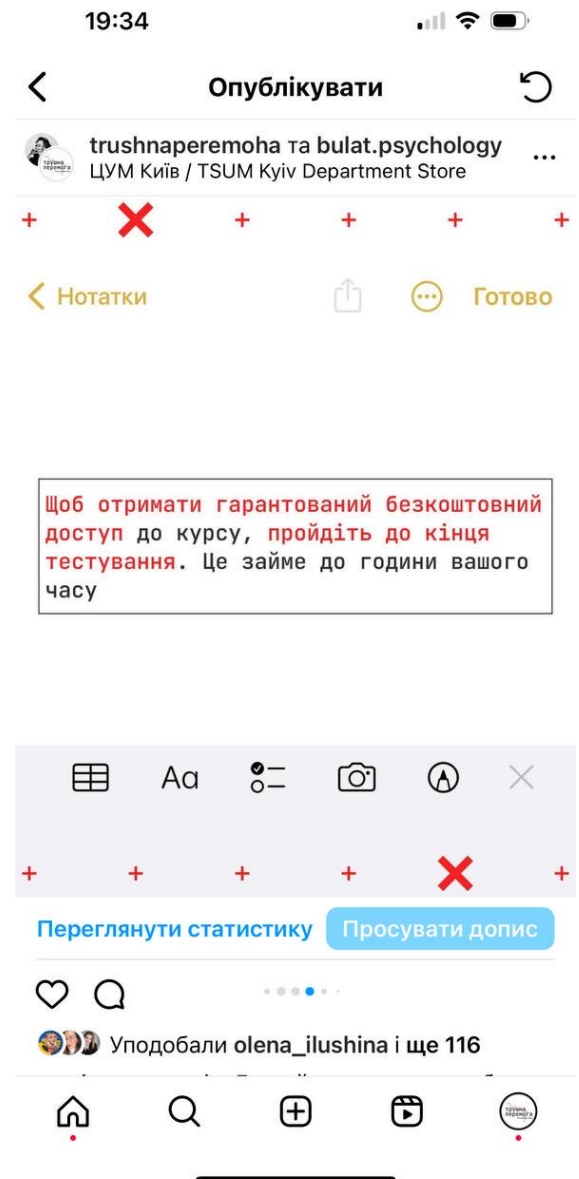 19:34
Опублікувати
trushnaperemoha та bulat.psychology
ЦУМ Київ / TSUM Kyiv Department Store
Нотатки
Готово
Щоб отримати гарантований безкоштовний
доступ до курсу, пройдіть до кінця
тестування. Це займе до години вашого
часу
Aa
Переглянути статистику
Просувати допис
Уподобали olena_ilushina і ще 116